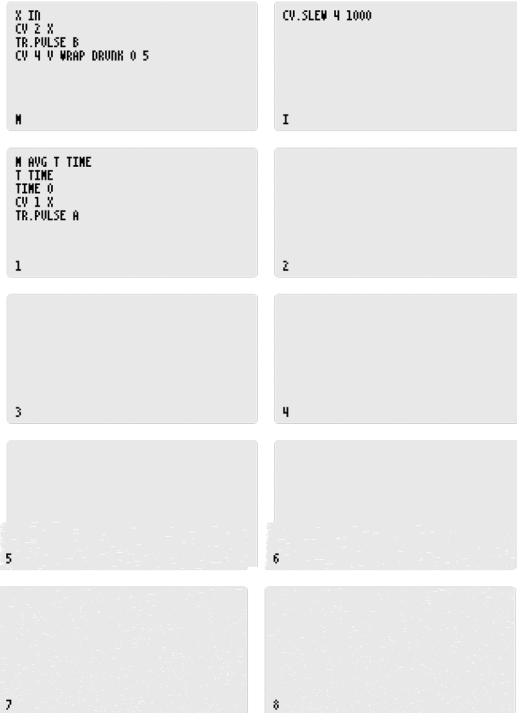 X IN
CV 2 X
TR.PULSE B
CV 4 V WRAP DRUNK 0 5
M
CV.SLEW 4 1000
I
M AVG T TIME
T TIME
TIME 0
CV 1 X
TR.PULSE A
1
2
3
4
5
6
7
8